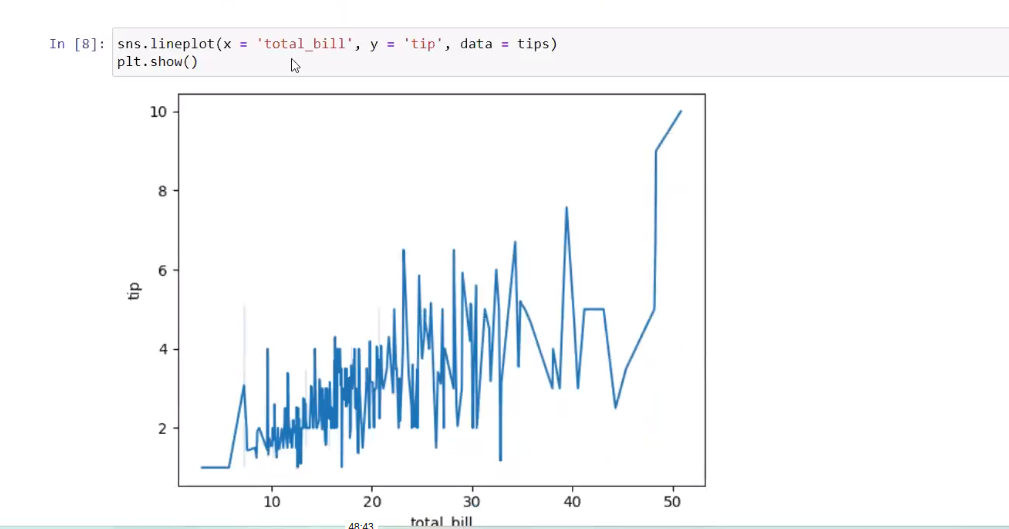 In [8]: sns.lineplot(x = 'total_bill', y = 'tip', data = tips)
plt.show()
10
8
6
tip
4
2
10 20 30 40 50
total_bill
48:43